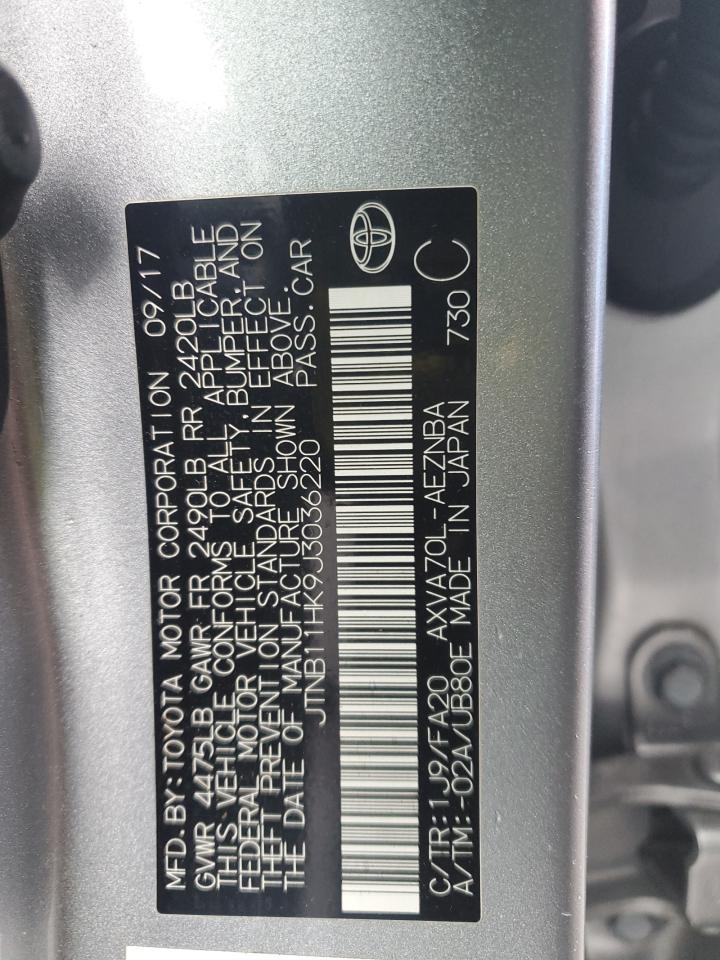 MFD.BY:TOYOTA MOTOR CORPORATION 09/17
GVWR 4475LB GAWR FR 2490LB RR 2420LB
THIS VEHICLE CONFORMS TO ALL APPLICABLE
FEDERAL MOTOR VEHICLE SAFETY,BUMPER,AND
THEFT PREVENTION STANDARDS IN EFFECT ON
THE DATE OF MANUFACTURE SHOWN ABOVE.
JTNB11HK9J3036220 PASS.CAR
C/TR:1J9/FA20 AXVA70L-AEZNBA 730
A/TM:-02A/UB80E MADE IN JAPAN C